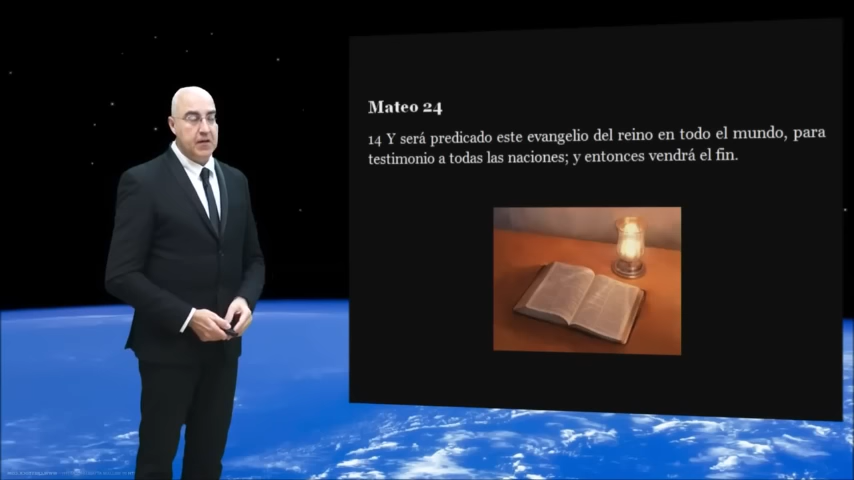 Mateo 24
14 Y será predicado este evangelio del reino en todo el mundo, para
testimonio a todas las naciones; y entonces vendrá el fin.